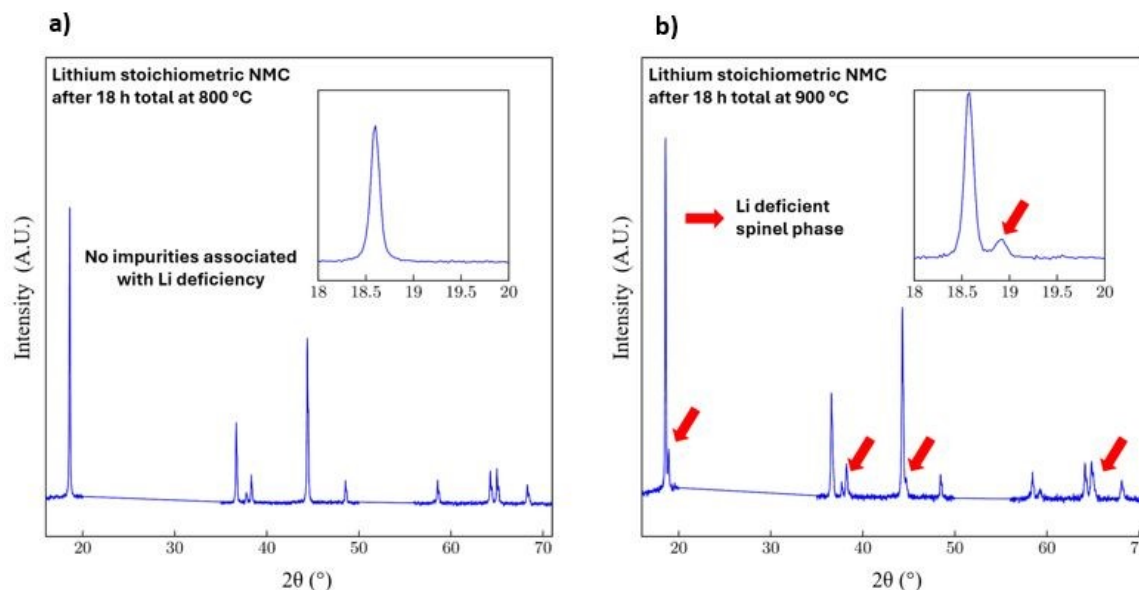 a)
Lithium stoichiometric NMC
after 18 h total at 800 °C
18 18.5 19 19.5 20
No impurities associated
with Li deficiency
Intensity (A.U.)
20 30 40 50 60 70
2θ (°)
b)
Lithium stoichiometric NMC
after 18 h total at 900 °C
18 18.5 19 19.5 20
Li deficient
spinel phase
Intensity (A.U.)
20 30 40 50 60 70
2θ (°)